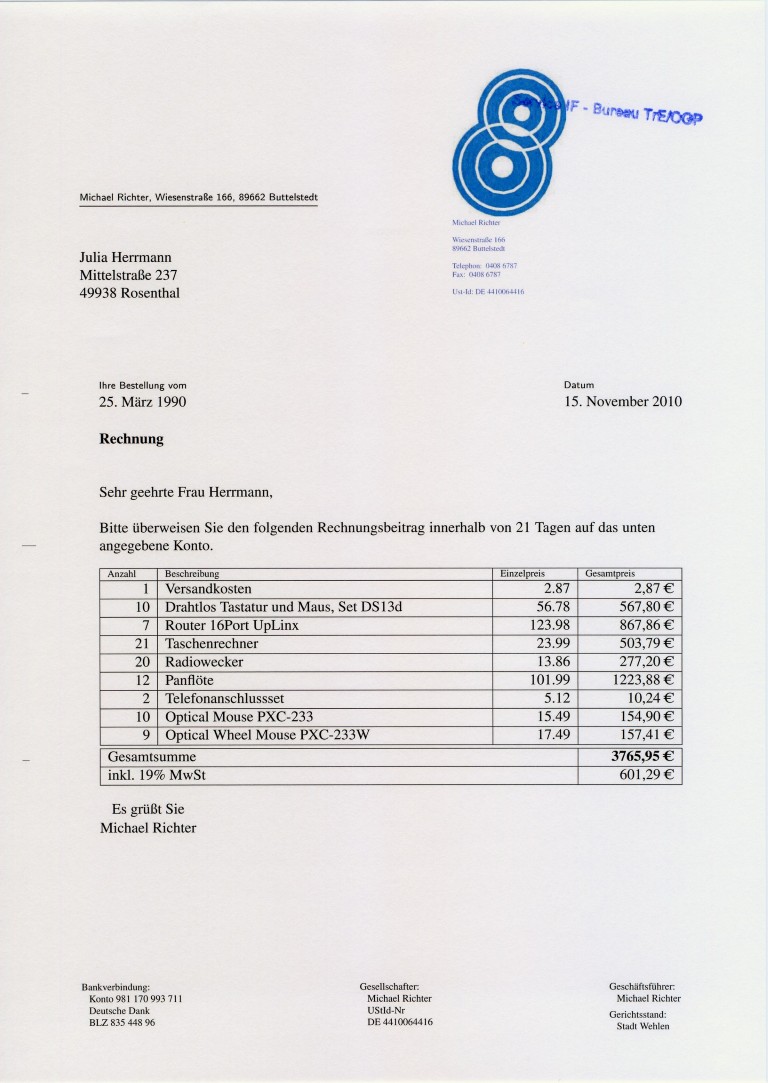 Service IF - Bureau TrE/OGP
Michael Richter, Wiesenstraße 166, 89662 Buttelstedt
Michael Richter
Wiesenstraße 166
89662 Buttelstedt
Telephon: 0408 6787
Fax: 0408 6787
Ust-Id: DE 4410064416
Julia Herrmann
Mittelstraße 237
49938 Rosenthal
Ihre Bestellung vom Datum
25. März 1990 15. November 2010
Rechnung
Sehr geehrte Frau Herrmann,
Bitte überweisen Sie den folgenden Rechnungsbeitrag innerhalb von 21 Tagen auf das unten
angegebene Konto.
Anzahl Beschreibung Einzelpreis Gesamtpreis
1 Versandkosten 2.87 2,87 €
10 Drahtlos Tastatur und Maus, Set DS13d 56.78 567,80 €
7 Router 16Port UpLinx 123.98 867,86 €
21 Taschenrechner 23.99 503,79 €
20 Radiowecker 13.86 277,20 €
12 Panflöte 101.99 1223,88 €
2 Telefonanschlussset 5.12 10,24 €
10 Optical Mouse PXC-233 15.49 154,90 €
9 Optical Wheel Mouse PXC-233W 17.49 157,41 €
Gesamtsumme 3765,95 €
inkl. 19% MwSt 601,29 €
Es grüßt Sie
Michael Richter
Bankverbindung:
Konto 981 170 993 711
Deutsche Dank
BLZ 835 448 96
Gesellschafter:
Michael Richter
UStId-Nr
DE 4410064416
Geschäftsführer:
Michael Richter
Gerichtsstand:
Stadt Wehlen